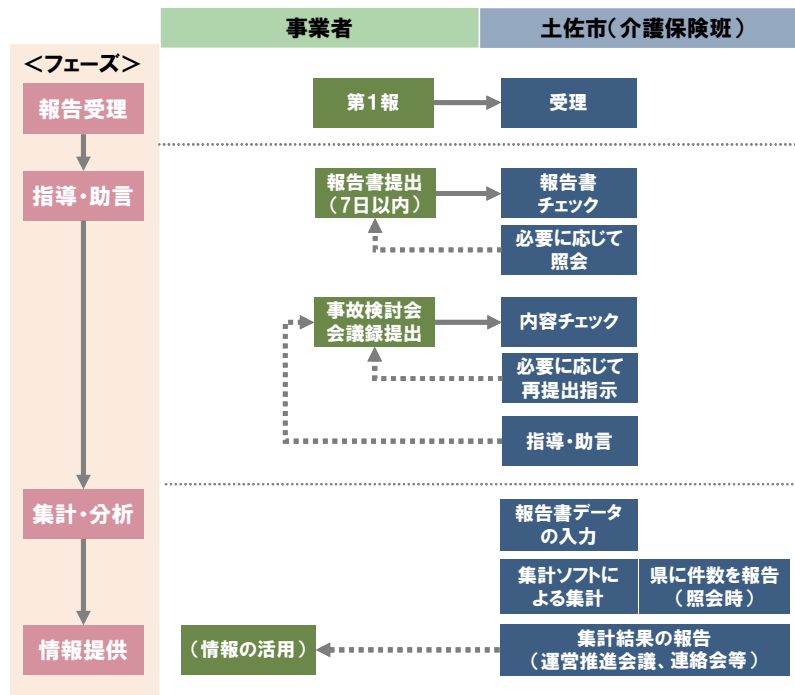 事業者
土佐市(介護保険班)
<フェーズ>
報告受理
第1報
受理
指導・助言
報告書提出
(7日以内)
報告書
チェック
必要に応じて
照会
事故検討会
会議録提出
内容チェック
必要に応じて
再提出指示
指導・助言
集計・分析
報告書データ
の入力
集計ソフトに
よる集計
県に件数を報告
(照会時)
情報提供
(情報の活用)
集計結果の報告
(運営推進会議、連絡会等)